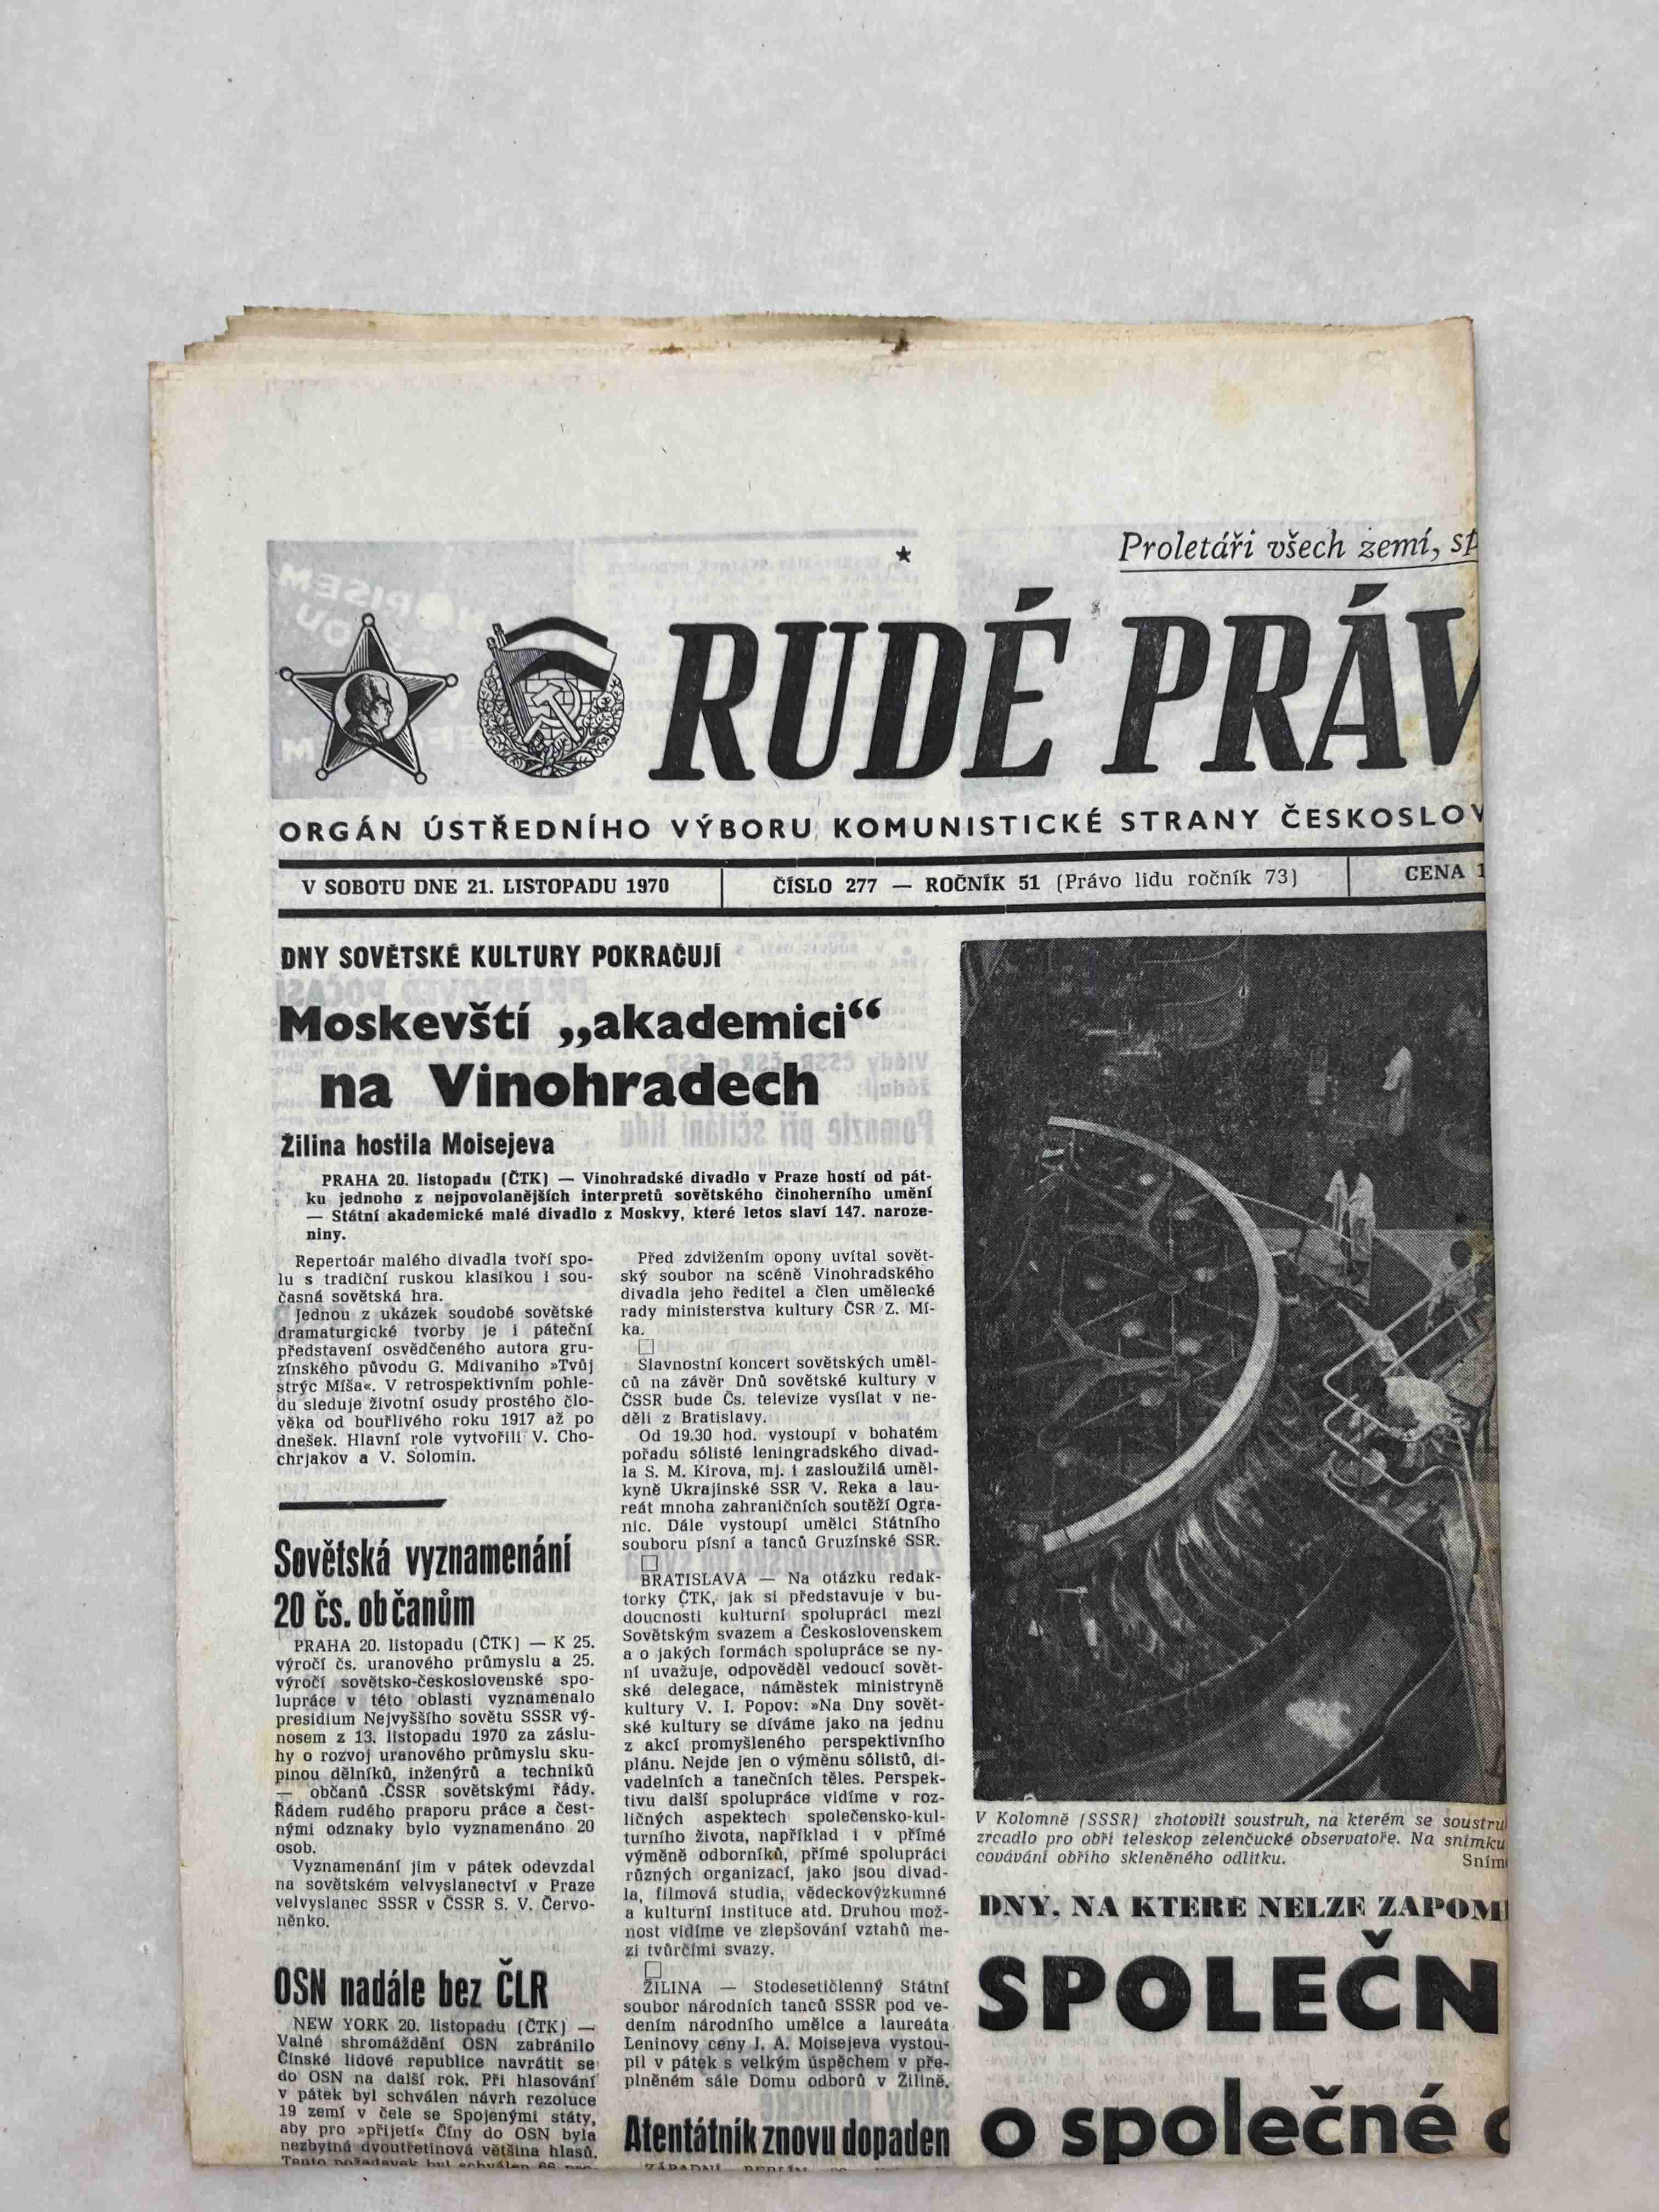 Proletáři všech zemí, sp
RUDÉ PRÁV
ORGÁN ÚSTŘEDNÍHO VÝBORU KOMUNISTICKÉ STRANY ČESKOSLOV
V SOBOTU DNE 21. LISTOPADU 1970
ČÍSLO 277 — ROČNÍK 51 (Právo lidu ročník 73)
CENA 1
DNY SOVĚTSKÉ KULTURY POKRAČUJÍ
Moskevští „akademici“
na Vinohradech
Žilina hostila Moisejeva
PRAHA 20. listopadu (ČTK) — Vinohradské divadlo v Praze hostí od pát-
ku jednoho z nejpovolanějších interpretů sovětského činoherního umění
— Státní akademické malé divadlo z Moskvy, které letos slaví 147. naroze-
niny.
Repertoár malého divadla tvoří spo-
lu s tradiční ruskou klasikou i sou-
časná sovětská hra.
Jednou z ukázek soudobé sovětské
dramaturgické tvorby je i páteční
představení osvědčeného autora gru-
zínského původu G. Mdivaniho »Tvůj
strýc Míša«. V retrospektivním pohle-
du sleduje životní osudy prostého člo-
věka od bouřlivého roku 1917 až po
dnešek. Hlavní role vytvořili V. Cho-
chrjakov a V. Solomin.
Sovětská vyznamenání
20 čs. občanům
PRAHA 20. listopadu (ČTK) — K 25.
výročí čs. uranového průmyslu a 25.
výročí sovětsko-československé spo-
lupráce v této oblasti vyznamenalo
presidium Nejvyššího sovětu SSSR vý-
nosem z 13. listopadu 1970 za záslu-
hy o rozvoj uranového průmyslu sku-
pinou dělníků, inženýrů a techniků
— občanů ČSSR sovětskými řády.
Řádem rudého praporu práce a čest-
nými odznaky bylo vyznamenáno 20
osob.
Vyznamenání jim v pátek odevzdal
na sovětském velvyslanectví v Praze
velvyslanec SSSR v ČSSR S. V. Červo-
něnko.
OSN nadále bez ČLR
NEW YORK 20. listopadu (ČTK) —
Valné shromáždění OSN zabránilo
Čínské lidové republice navrátit se
do OSN na další rok. Při hlasování
v pátek byl schválen návrh rezoluce
19 zemí v čele se Spojenými státy,
aby pro »přijetí« Číny do OSN byla
nezbytná dvoutřetinová většina hlasů.
Tento požadavek byl schválen 66
Před zdvižením opony uvítal sovět-
ský soubor na scéně Vinohradského
divadla jeho ředitel a člen umělecké
rady ministerstva kultury ČSR Z. Mí-
ka.
Slavnostní koncert sovětských uměl-
ců na závěr Dnů sovětské kultury v
ČSSR bude Čs. televize vysílat v ne-
děli z Bratislavy.
Od 19.30 hod. vystoupí v bohatém
pořadu sólisté leningradského divad-
la S. M. Kirova, mj. i zasloužilá uměl-
kyně Ukrajinské SSR V. Reka a lau-
reát mnoha zahraničních soutěží Ogra-
nic. Dále vystoupí umělci Státního
souboru písní a tanců Gruzínské SSR.
BRATISLAVA — Na otázku redak-
torky ČTK, jak si představuje v bu-
doucnosti kulturní spolupráci mezi
Sovětským svazem a Československem
a o jakých formách spolupráce se ny-
ní uvažuje, odpověděl vedoucí sovět-
ské delegace, náměstek ministryně
kultury V. I. Popov: »Na Dny sovět-
ské kultury se díváme jako na jednu
z akcí promyšleného perspektivního
plánu. Nejde jen o výměnu sólistů, di-
vadelních a tanečních těles. Perspek-
tivu další spolupráce vidíme v roz-
ličných aspektech společensko-kul-
turního života, například i v přímé
výměně odborníků, přímé spolupráci
různých organizací, jako jsou divad-
la, filmová studia, vědeckovýzkumné
a kulturní instituce atd. Druhou mož-
nost vidíme ve zlepšování vztahů me-
zi tvůrčími svazy.
ŽILINA — Stodesetičlenný Státní
soubor národních tanců SSSR pod ve-
dením národního umělce a laureáta
Leninovy ceny I. A. Moisejeva vystou-
pil v pátek s velkým úspěchem v pře-
plněném sále Domu odborů v Žilině.
Atentátník znovu dopaden
ZÁPADNÍ BERLÍN 20.
V Kolomně (SSSR) zhotovili soustruh, na kterém se soustru
zrcadlo pro obří teleskop zelenčucké observatoře. Na snímku
covávání obřího skleněného odlitku.
Sním
DNY, NA KTERÉ NELZE ZAPOM
SPOLEČN
o společné